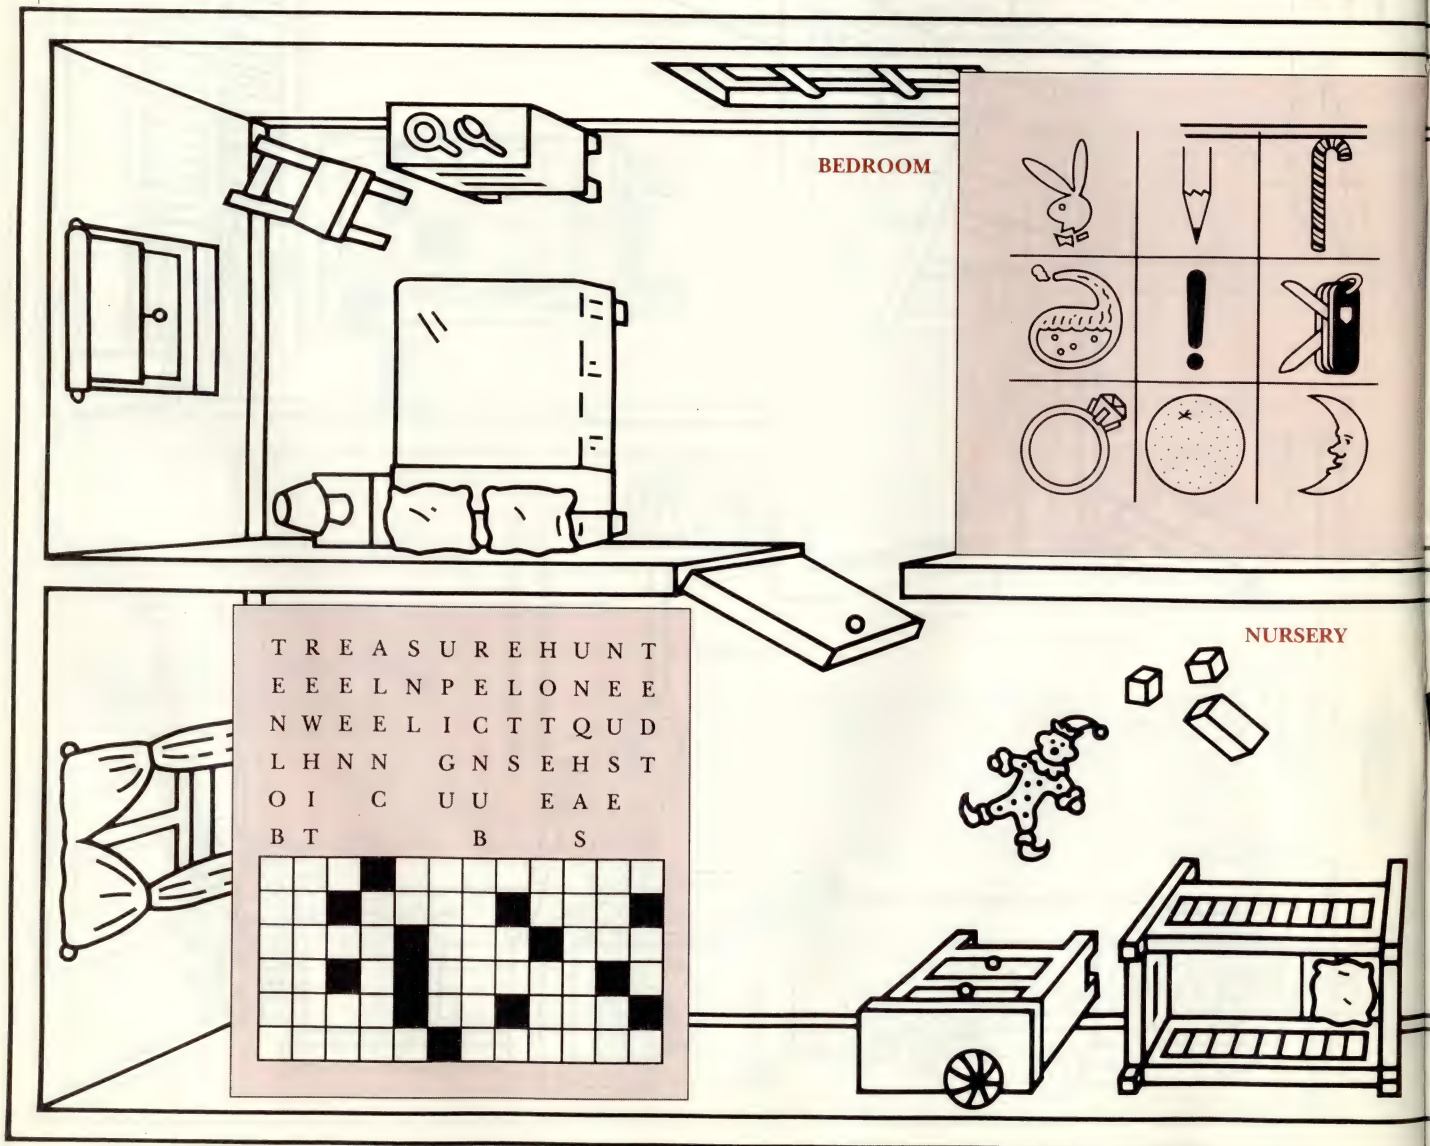 BEDROOM
NURSERY
T R E A S U R E H U N T
E E E L N P E L O N E E
N W E E L I C T T Q U D
L H N N G N S E H S T
O I C U U E A E
B T B S